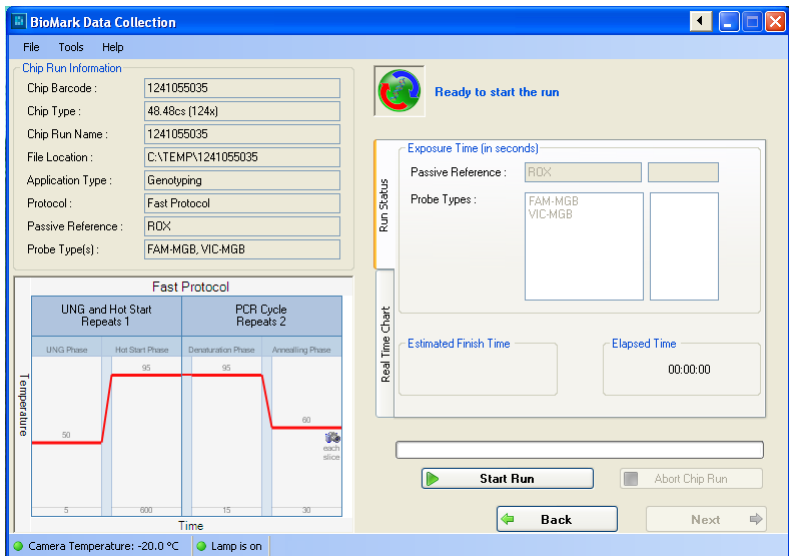 BioMark Data Collection
File Tools Help
Chip Run Information
Chip Barcode : 1241055035
Chip Type : 48.48cs (124x)
Chip Run Name : 1241055035
File Location : C:\TEMP\1241055035
Application Type : Genotyping
Protocol : Fast Protocol
Passive Reference : ROX
Probe Type(s) : FAM-MGB, VIC-MGB
Fast Protocol
UNG and Hot Start
Repeats 1
PCR Cycle
Repeats 2
UNG Phase Hot Start Phase Denaturation Phase Annealling Phase
95 95
60
50
each
slice
5 600 15 30
Temperature
Time
Ready to start the run
Run Status
Real Time Chart
Exposure Time (in seconds)
Passive Reference : ROX
Probe Types : FAM-MGB
VIC-MGB
Estimated Finish Time
Elapsed Time
00:00:00
Start Run Abort Chip Run
Back Next
Camera Temperature: -20.0 °C Lamp is on